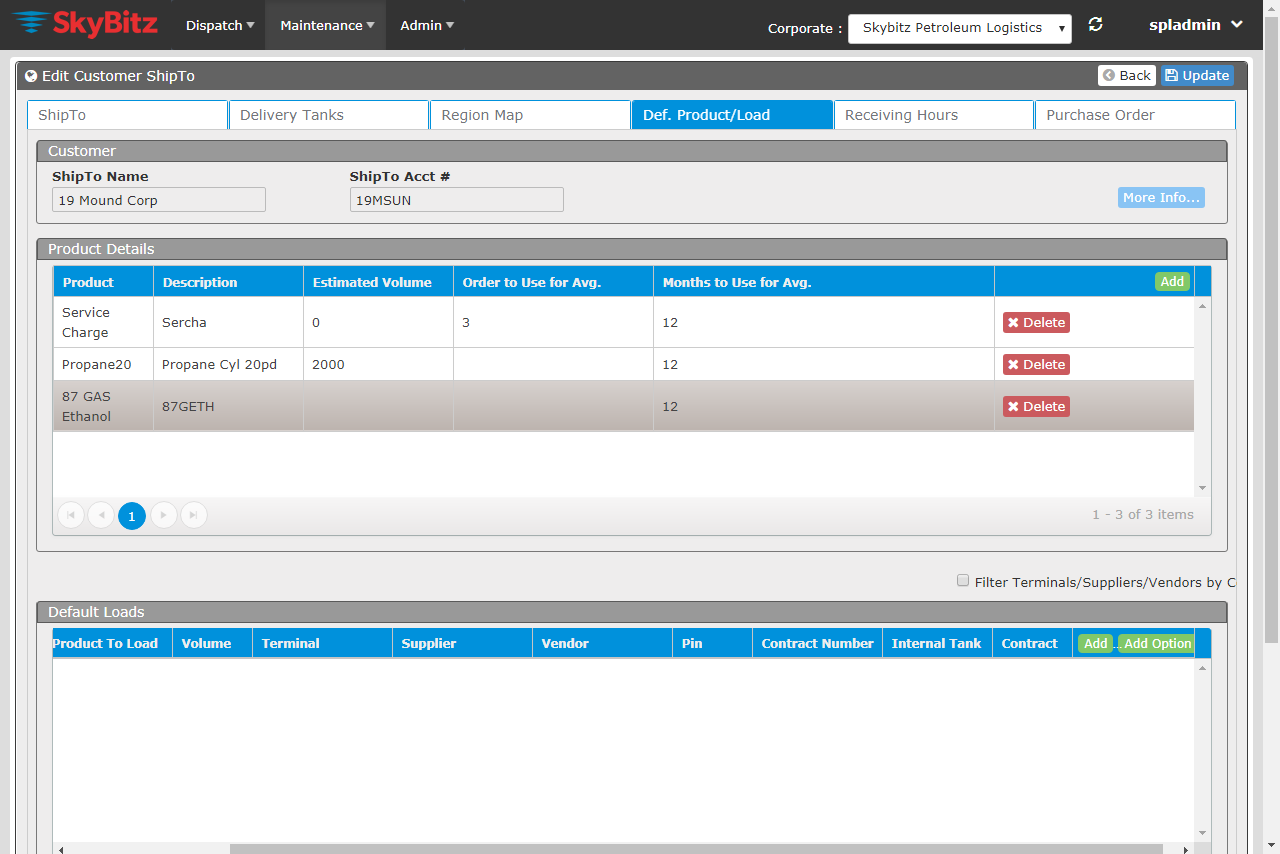 SkyBitz Dispatch Maintenance Admin Corporate : Skybitz Petroleum Logistics spladmin
Edit Customer ShipTo Back Update
ShipTo Delivery Tanks Region Map Def. Product/Load Receiving Hours Purchase Order
Customer
ShipTo Name ShipTo Acct #
19 Mound Corp 19MSUN More Info...
Product Details
Product Description Estimated Volume Order to Use for Avg. Months to Use for Avg. Add
Service
Charge Sercha 0 3 12 Delete
Propane20 Propane Cyl 20pd 2000 12 Delete
87 GAS
Ethanol 87GETH 12 Delete
1 1 - 3 of 3 items
Filter Terminals/Suppliers/Vendors by C
Default Loads
Product To Load Volume Terminal Supplier Vendor Pin Contract Number Internal Tank Contract Add Add Option